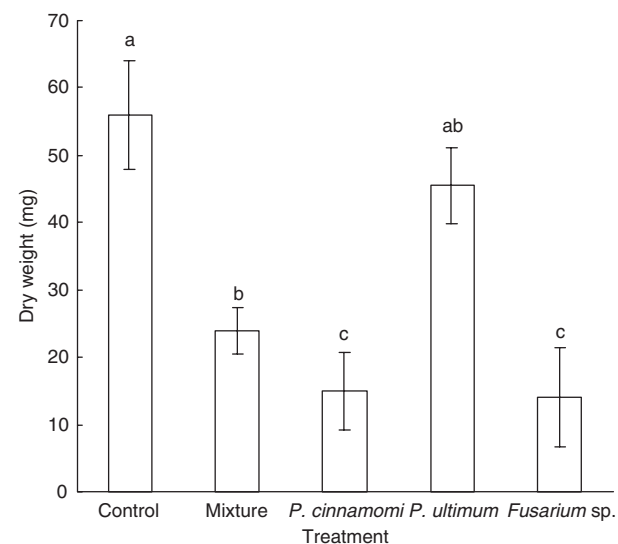 70
60
50
40
30
20
10
0
Dry weight (mg)
a
b
c
ab
c
Control Mixture P. cinnamomi P. ultimum Fusarium sp.
Treatment